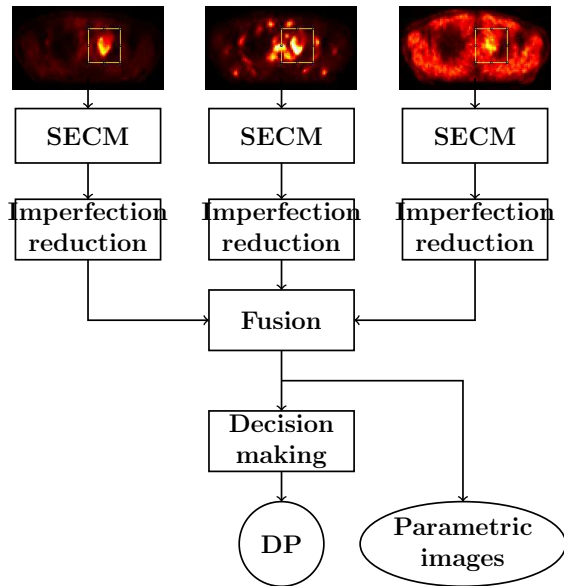 SECM
SECM
SECM
Imperfection
reduction
Imperfection
reduction
Imperfection
reduction
Fusion
Decision
making
DP
Parametric
images